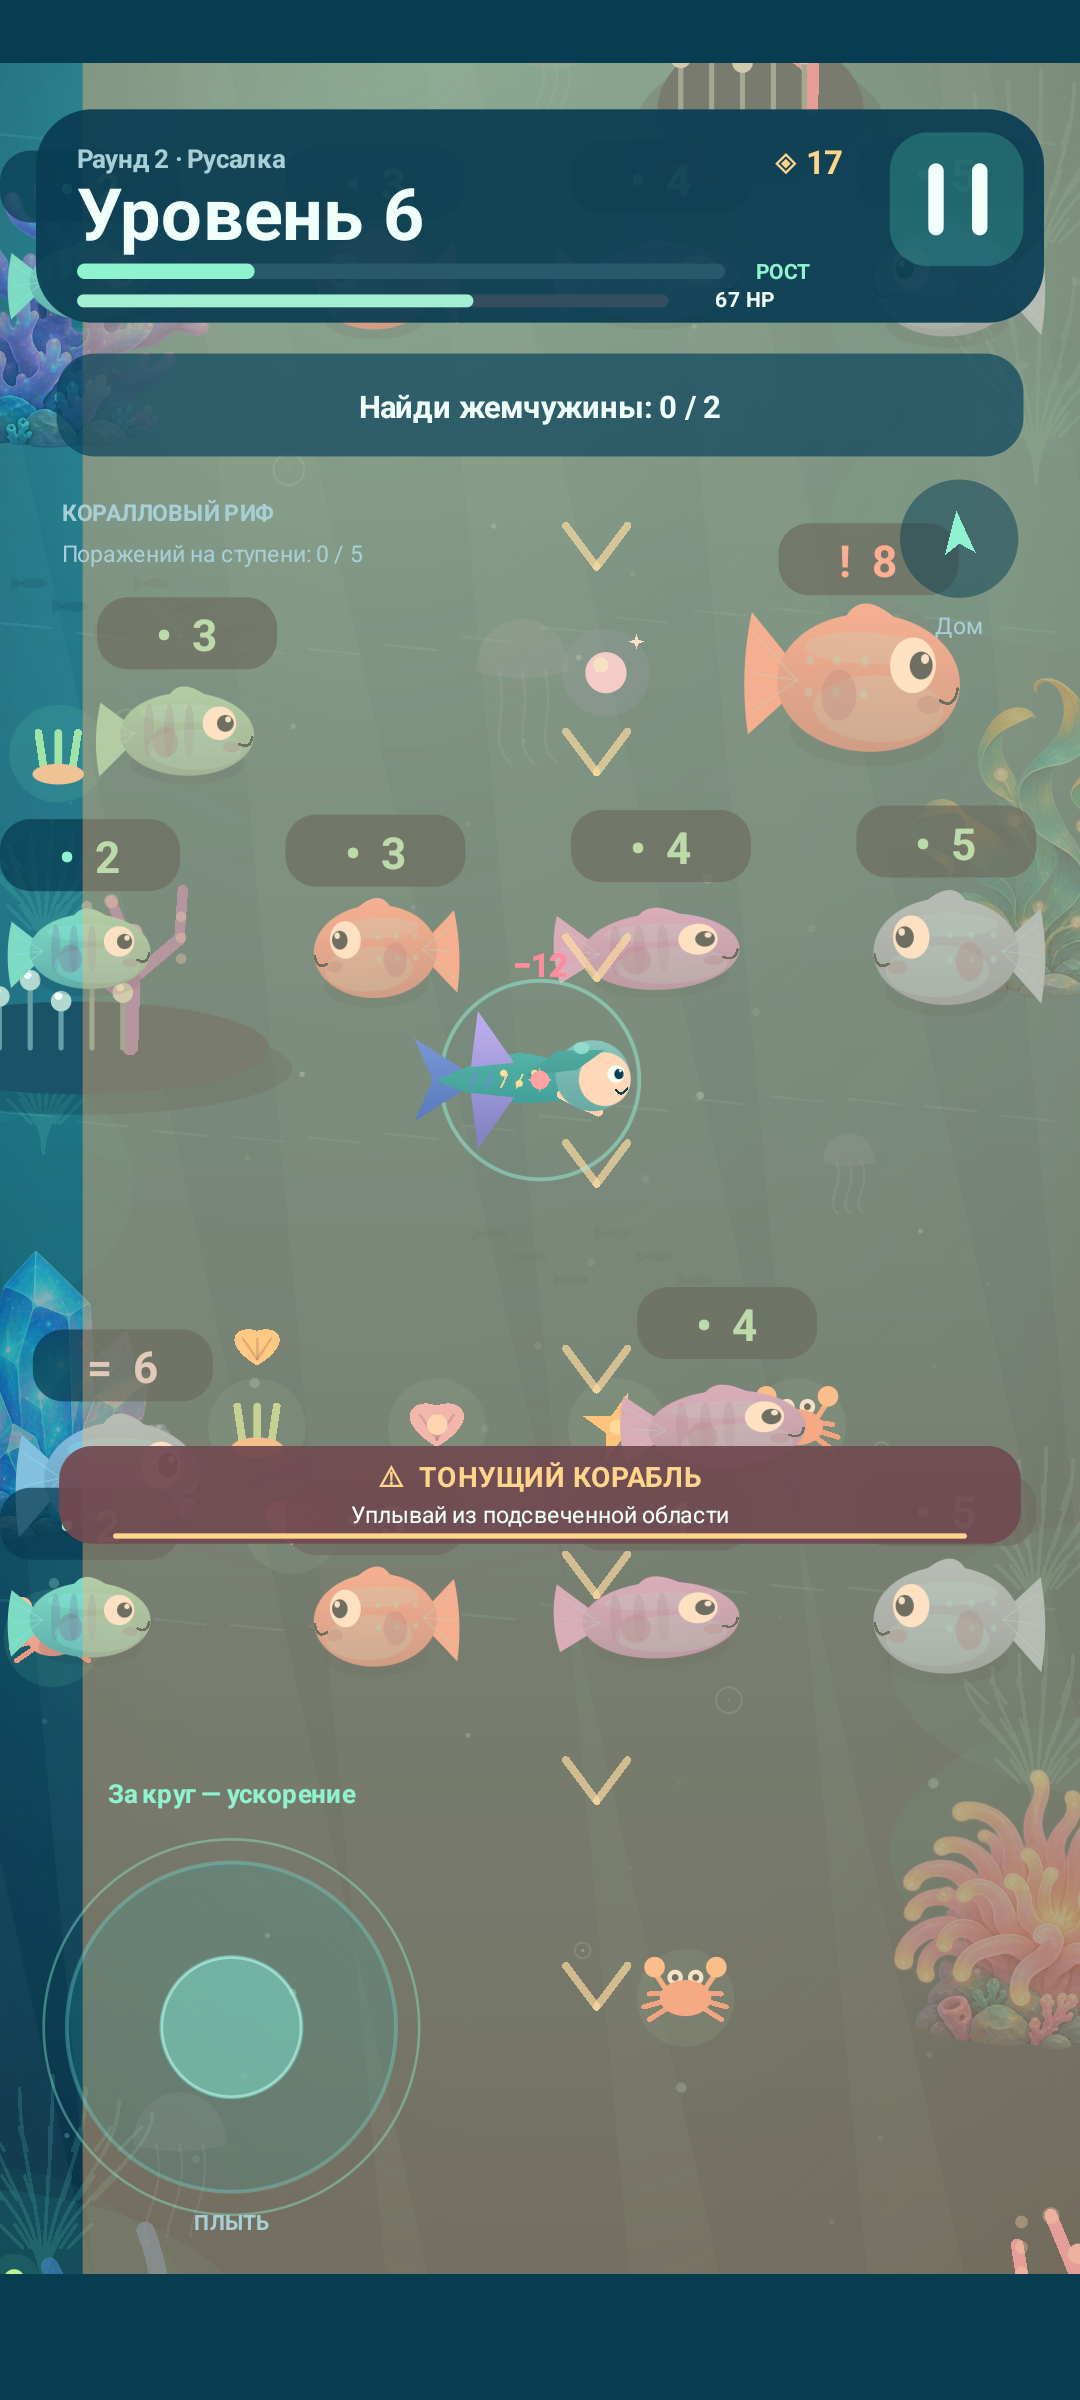 Раунд 2 · Русалка
17
Уровень 6
РОСТ
67 HP
Найди жемчужины: 0 / 2
КОРАЛЛОВЫЙ РИФ
Поражений на ступени: 0 / 5
! 8
Дом
• 3
• 2
• 3
• 4
• 5
−12
• 4
= 6
⚠ ТОНУЩИЙ КОРАБЛЬ
Уплывай из подсвеченной области
За круг — ускорение
ПЛЫТЬ